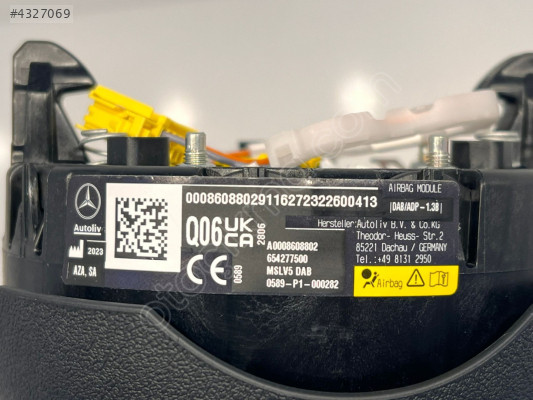 #4327069
00086088029116272322600413
AIRBAG MODULE
(DAB/ADP - 1.38)
Autoliv
Q06
UK
CA
2806
Hersteller: Autoliv B.V. & Co.KG
Theodor- Heuss- Str.2
85221 Dachau / GERMANY
Tel.: +49 8131 2950
2023
AZA, SA
CE
0589
A0008608802
654277500
MSLV5 DAB
0589-P1-000282
Airbag